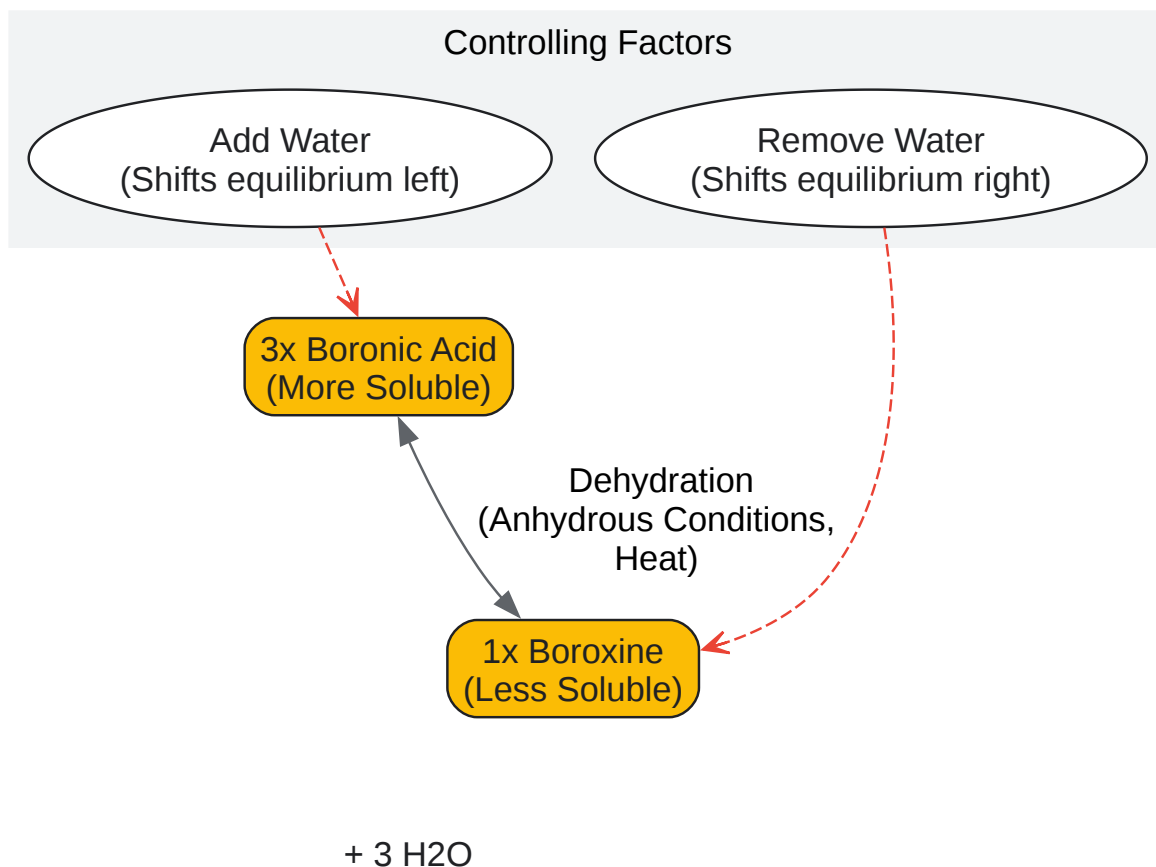 Controlling Factors
Add Water
(Shifts equilibrium left)
Remove Water
(Shifts equilibrium right)
3x Boronic Acid
(More Soluble)
Dehydration
(Anhydrous Conditions,
Heat)
1x Boroxine
(Less Soluble)
+ 3 H2O